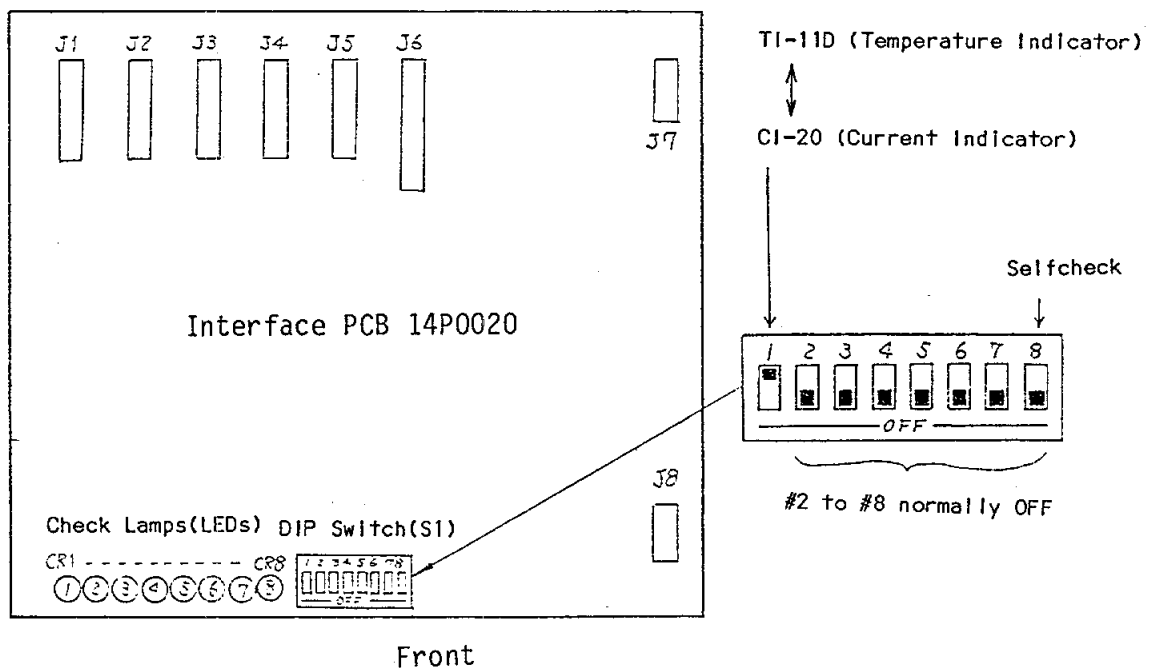 J1 J2 J3 J4 J5 J6
J7
TI-11D (Temperature Indicator)
CI-20 (Current Indicator)
Selfcheck
Interface PCB 14P0020
1 2 3 4 5 6 7 8
OFF
#2 to #8 normally OFF
J8
Check Lamps(LEDs) DIP Switch(S1)
CR1 - - - - - - - - - - CR8
1 2 3 4 5 6 7 8
1 2 3 4 5 6 7 8
OFF
Front